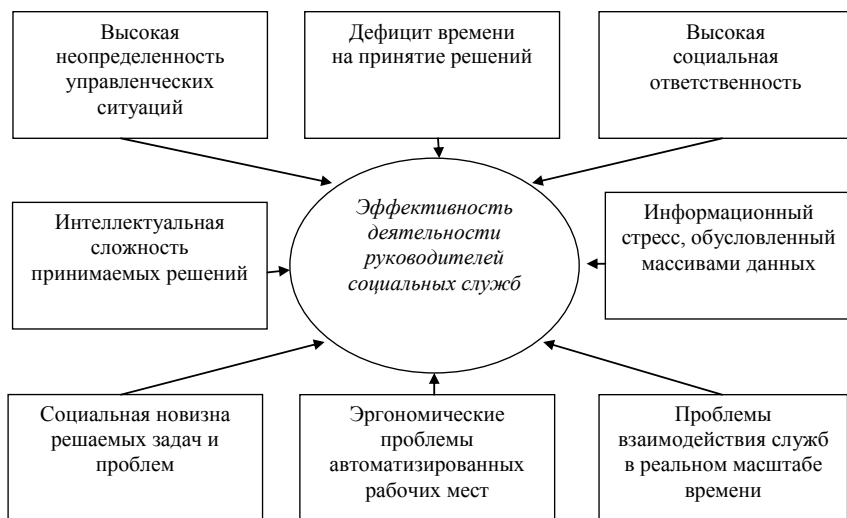 Высокая
неопределенность
управленческих
ситуаций
Дефицит времени
на принятие решений
Высокая
социальная
ответственность
Интеллектуальная
сложность
принимаемых решений
Эффективность
деятельности
руководителей
социальных служб
Информационный
стресс, обусловленный
массивами данных
Социальная новизна
решаемых задач и
проблем
Эргономические
проблемы
автоматизированных
рабочих мест
Проблемы
взаимодействия служб
в реальном масштабе
времени